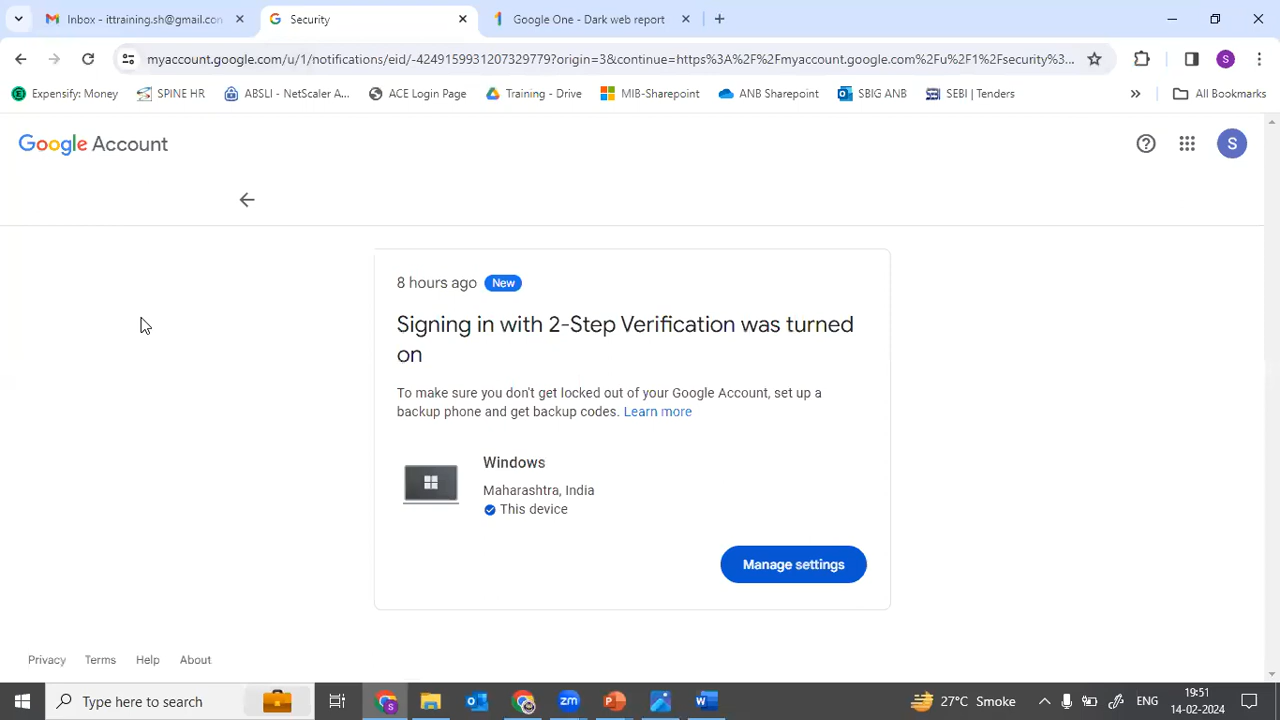 Inbox - ittraining.sh@gmail.con
Security
Google One - Dark web report
myaccount.google.com/u/1/notifications/eid/-4249159931207329779?origin=3&continue=https%3A%2F%2Fmyaccount.google.com%2Fu%2F1%2Fsecurity%3...
S
Expensify: Money
SPINE HR
ABSLI - NetScaler A...
ACE Login Page
Training - Drive
MIB-Sharepoint
ANB Sharepoint
SBIG ANB
SEBI | Tenders
»
All Bookmarks
Google Account
S
8 hours ago New
Signing in with 2-Step Verification was turned
on
To make sure you don't get locked out of your Google Account, set up a
backup phone and get backup codes. Learn more
Windows
Maharashtra, India
This device
Manage settings
Privacy Terms Help About
Type here to search
27°C Smoke
ENG
19:51
14-02-2024